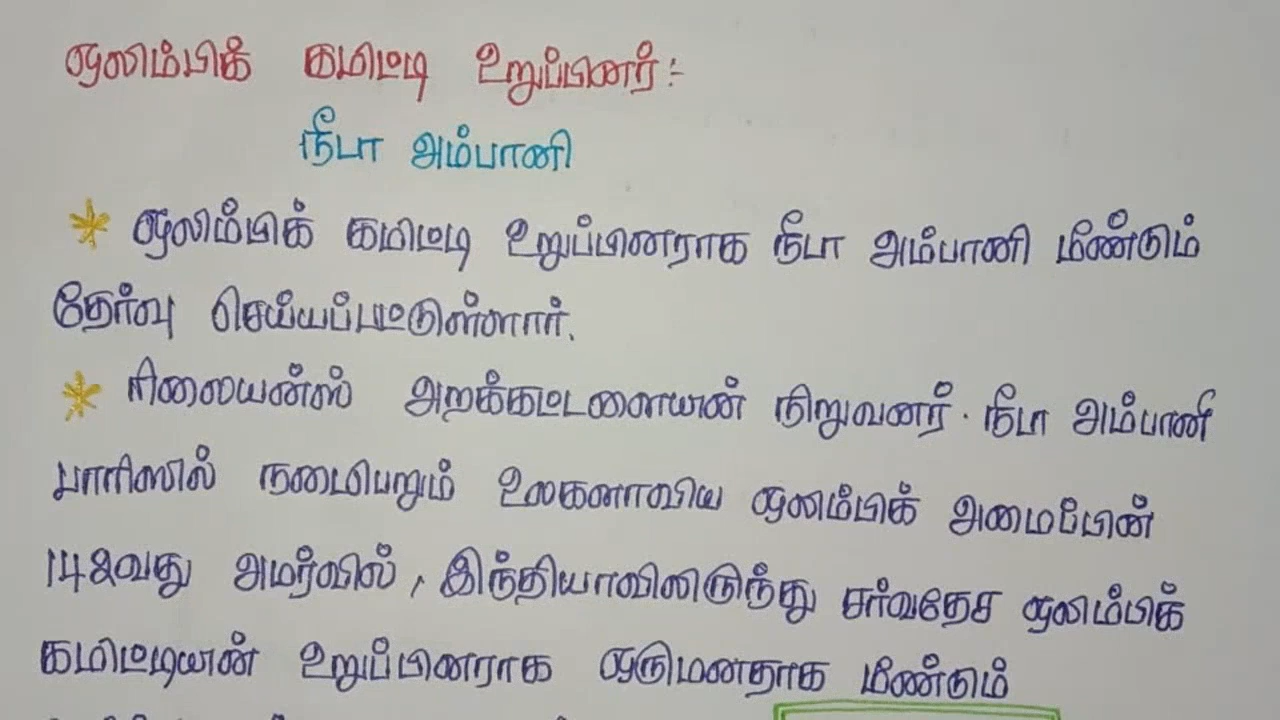 ஒலிம்பிக் கமிட்டி உறுப்பினர் :-
நீடா அம்பானி
* ஒலிம்பிக் கமிட்டி உறுப்பினராக நீடா அம்பானி மீண்டும்
தேர்வு செய்யப்பட்டுள்ளார்.
* ரிலையன்ஸ் அறக்கட்டளையின் நிறுவனர். நீடா அம்பானி
பாரிஸில் நடைபெறும் உலகளாவிய ஒலிம்பிக் அமைப்பின்
142வது அமர்வில், இந்தியாவிலிருந்து சர்வதேச ஒலிம்பிக்
கமிட்டியின் உறுப்பினராக ஒருமனதாக மீண்டும்